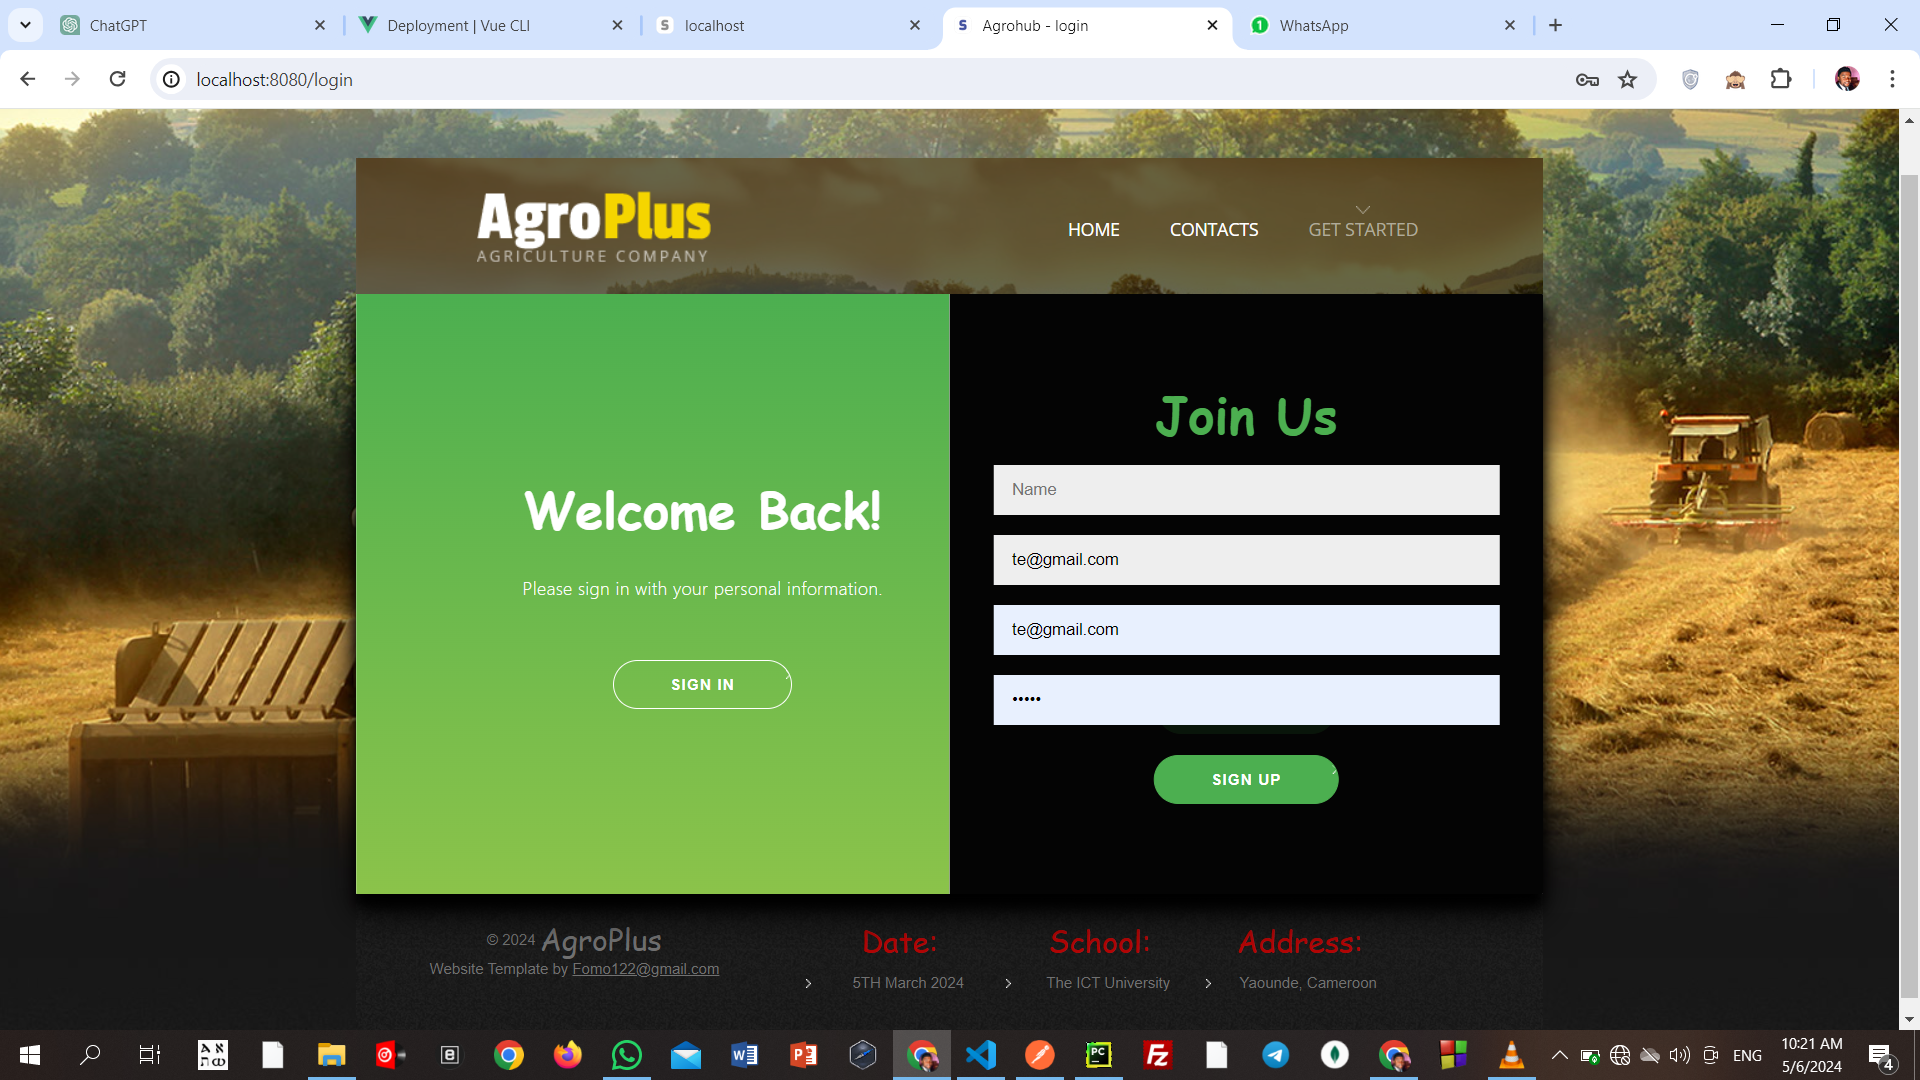 ChatGPT
Deployment | Vue CLI
S localhost
S Agrohub - login
1 WhatsApp
localhost:8080/login
AgroPlus
AGRICULTURE COMPANY
HOME
CONTACTS
GET STARTED
Welcome Back!
Please sign in with your personal information.
SIGN IN
Join Us
Name
te@gmail.com
te@gmail.com
•••••
SIGN UP
© 2024 AgroPlus
Website Template by Fomo122@gmail.com
Date:
5TH March 2024
School:
The ICT University
Address:
Yaounde, Cameroon
ENG
10:21 AM
5/6/2024
4